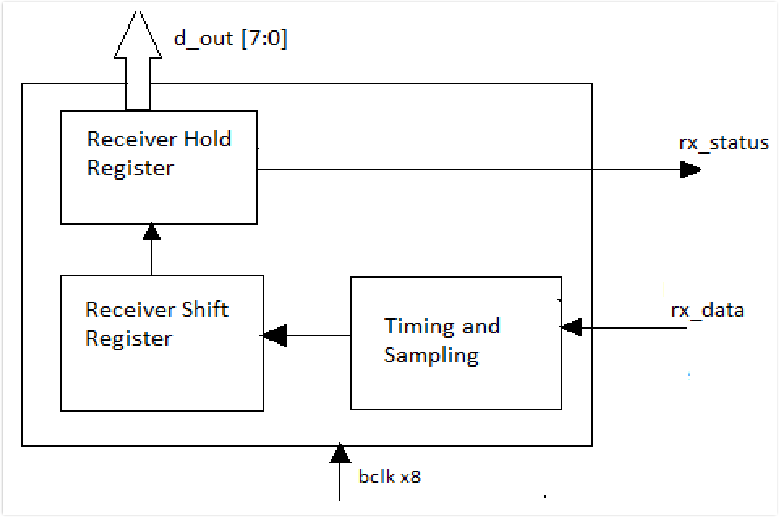 d_out [7:0]
Receiver Hold
Register
rx_status
Receiver Shift
Register
Timing and
Sampling
rx_data
bclk x8